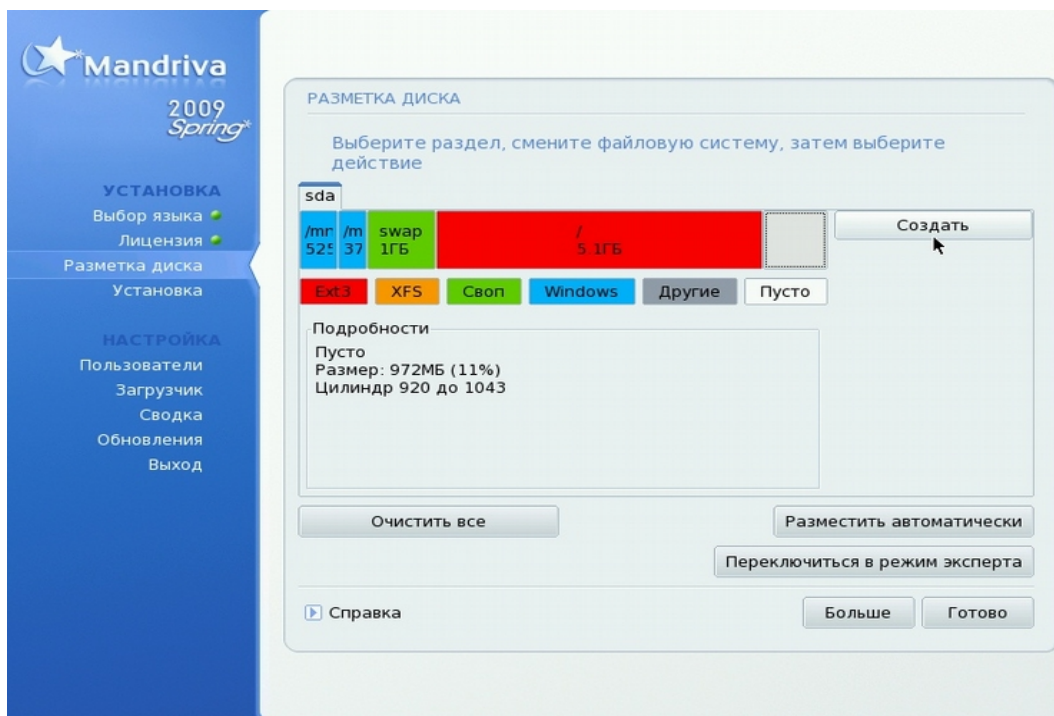 Mandriva
2009
Spring
УСТАНОВКА
Выбор языка
Лицензия
Разметка диска
Установка
НАСТРОЙКА
Пользователи
Загрузчик
Сводка
Обновления
Выход
РАЗМЕТКА ДИСКА
Выберите раздел, смените файловую систему, затем выберите
действие
sda
/m swap /
37 1ГБ 5.1ГБ
Создать
Ext3 XFS Своп Windows Другие Пусто
Подробности
Пусто
Размер: 972МБ (11%)
Цилиндр 920 до 1043
Очистить все Разместить автоматически
Переключиться в режим эксперта
Справка Больше Готово